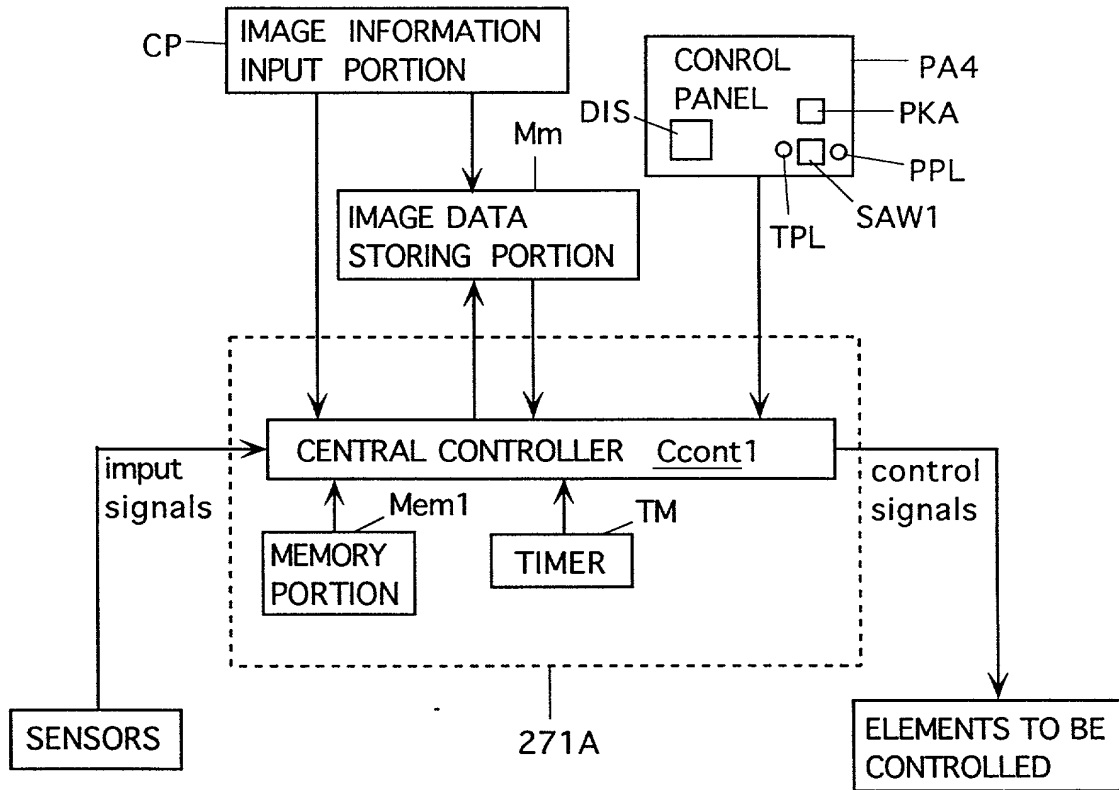 CP
IMAGE INFORMATION
INPUT PORTION
CONROL
PANEL
PA4
PKA
DIS
PPL
SAW1
TPL
Mm
IMAGE DATA
STORING PORTION
CENTRAL CONTROLLER Ccont1
imput
signals
control
signals
Mem1
TM
MEMORY
PORTION
TIMER
SENSORS
271A
ELEMENTS TO BE
CONTROLLED